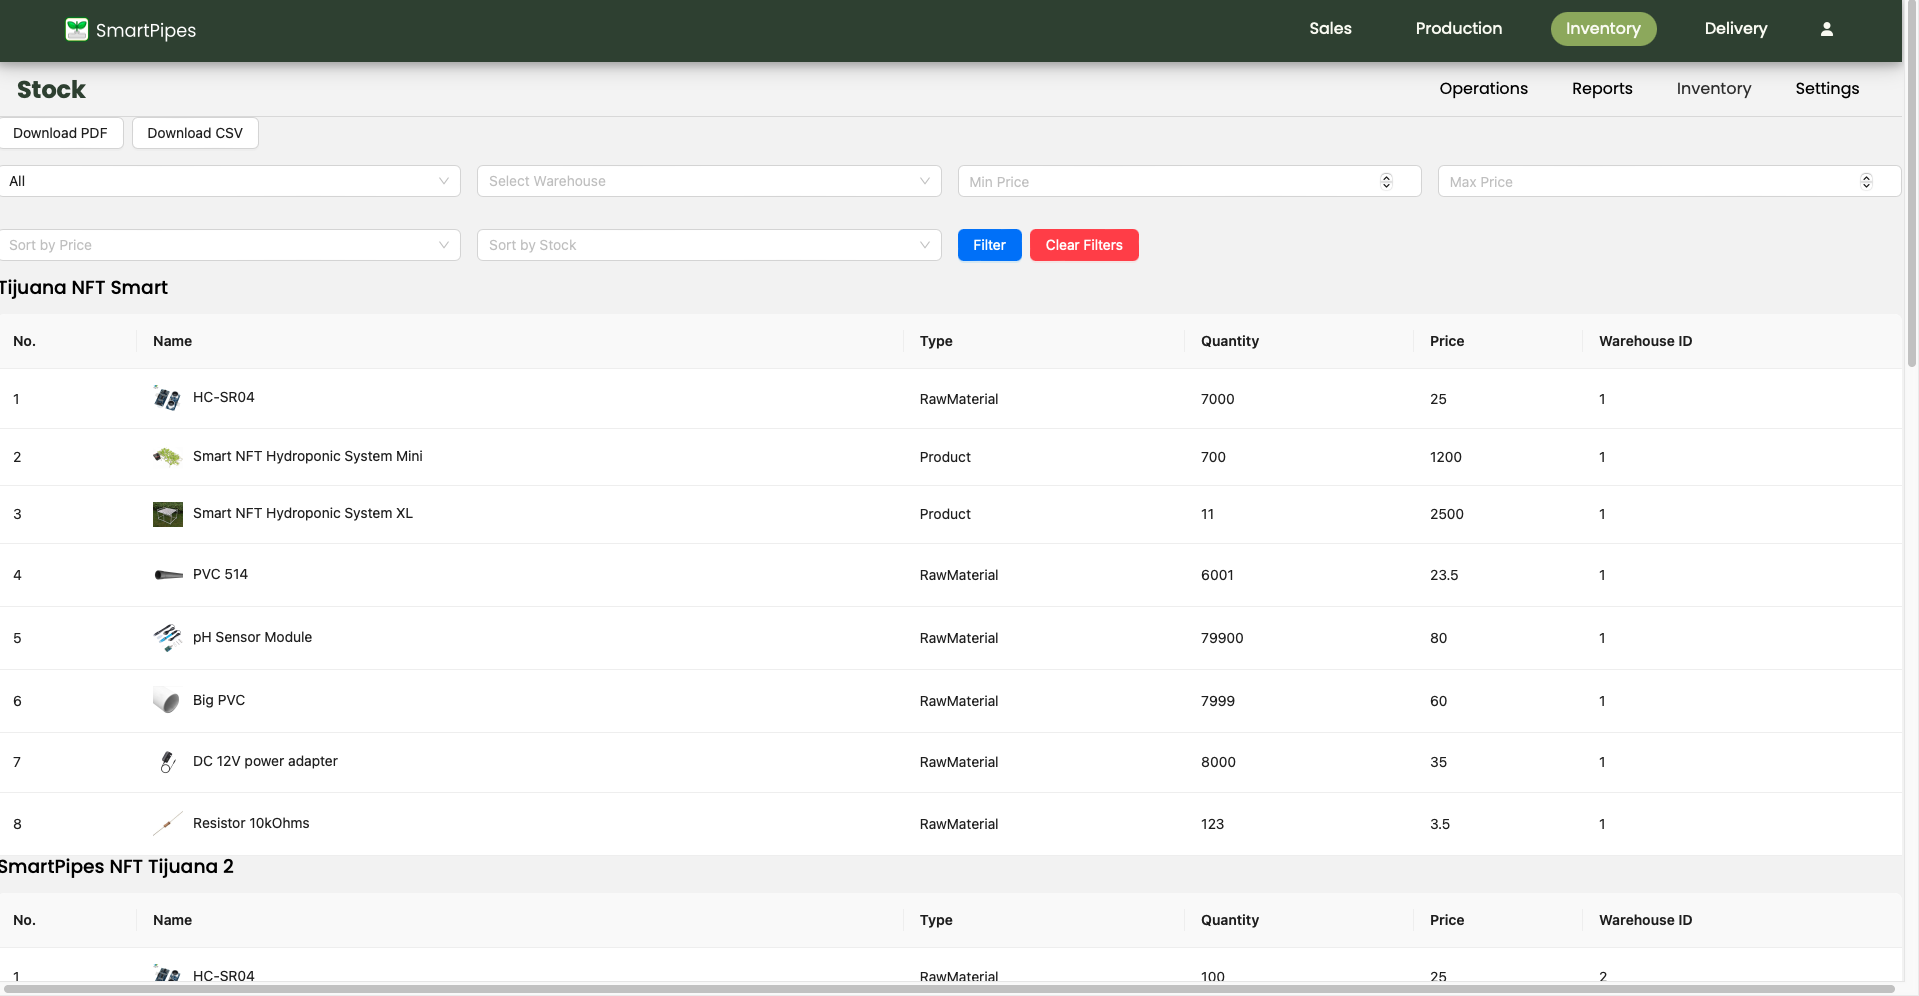 SmartPipes Sales Production Inventory Delivery
Stock Operations Reports Inventory Settings
Download PDF Download CSV
All Select Warehouse Min Price Max Price
Sort by Price Sort by Stock Filter Clear Filters
Tijuana NFT Smart
No. Name Type Quantity Price Warehouse ID
1 HC-SR04 RawMaterial 7000 25 1
2 Smart NFT Hydroponic System Mini Product 700 1200 1
3 Smart NFT Hydroponic System XL Product 11 2500 1
4 PVC 514 RawMaterial 6001 23.5 1
5 pH Sensor Module RawMaterial 79900 80 1
6 Big PVC RawMaterial 7999 60 1
7 DC 12V power adapter RawMaterial 8000 35 1
8 Resistor 10kOhms RawMaterial 123 3.5 1
SmartPipes NFT Tijuana 2
No. Name Type Quantity Price Warehouse ID
1 HC-SR04 RawMaterial 100 25 2